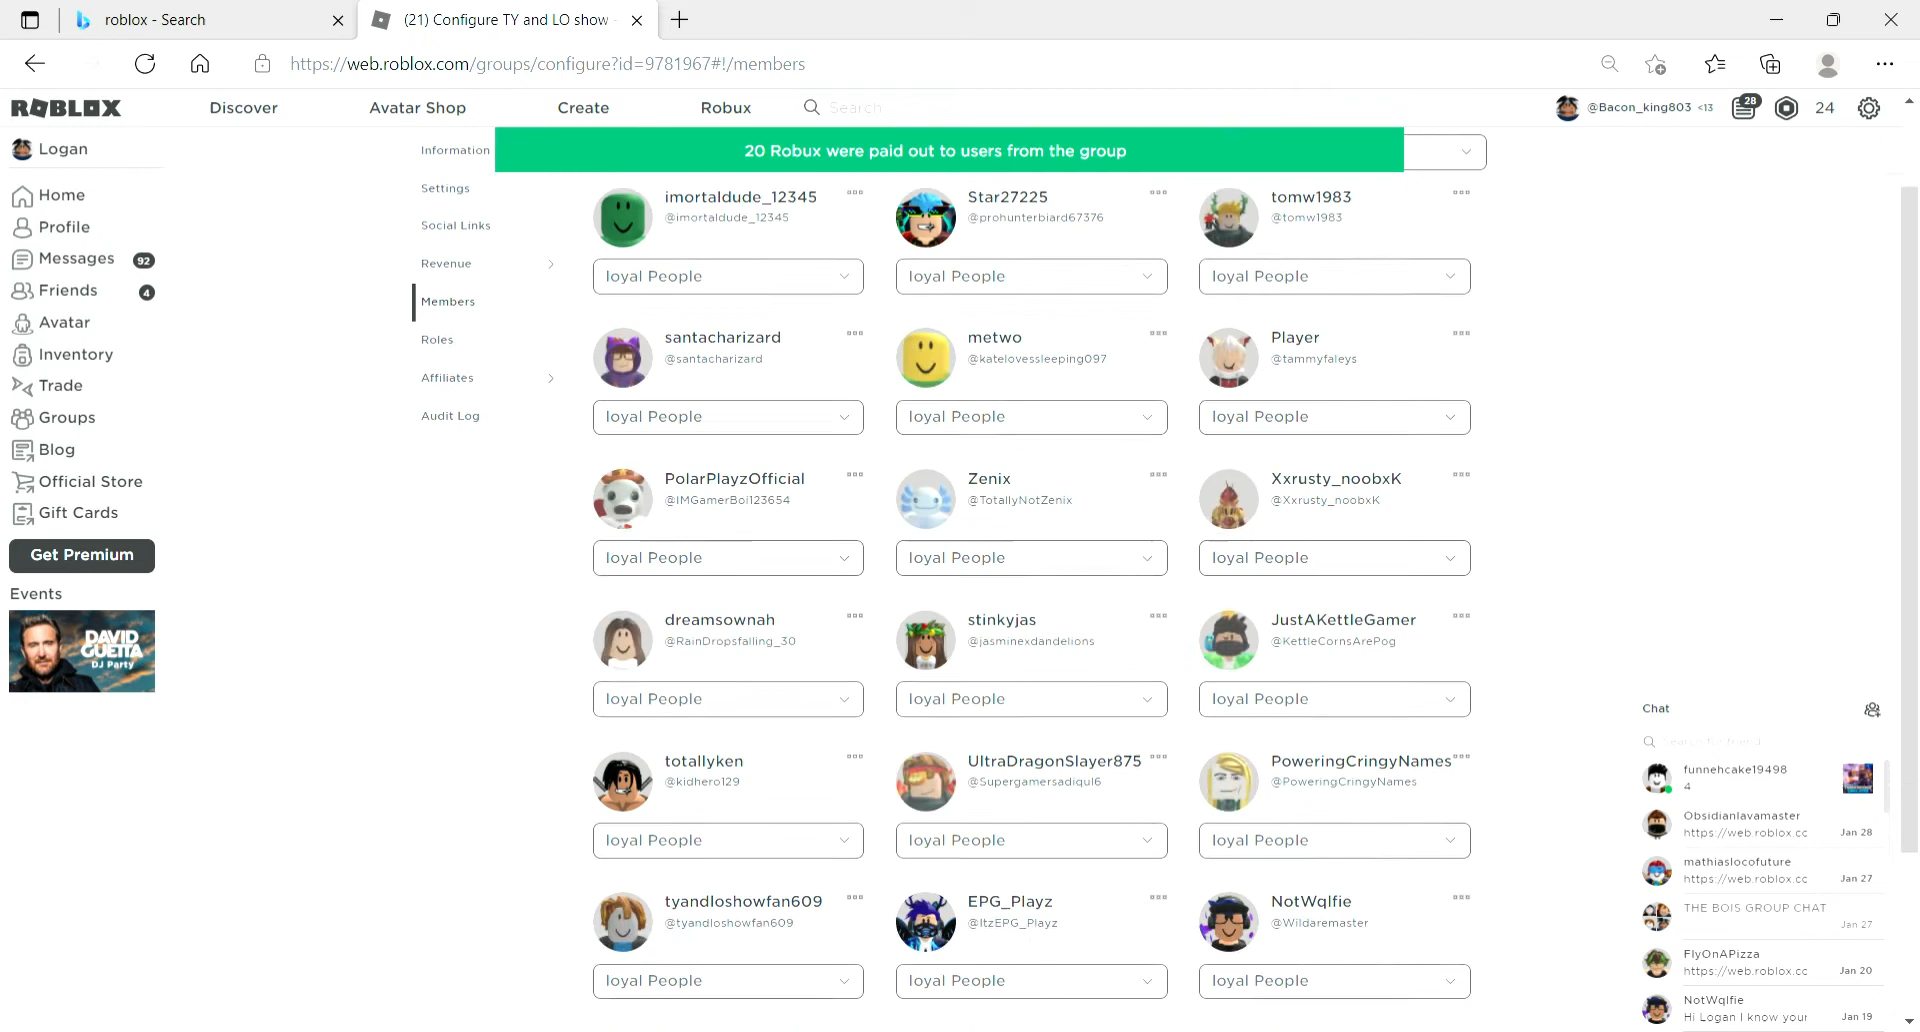 roblox - Search
(21) Configure TY and LO show
https://web.roblox.com/groups/configure?id=9781967#!/members
ROBLOX
Discover
Avatar Shop
Create
Robux
Search
@Bacon_king803 <13
28
24
Logan
Home
Profile
Messages 92
Friends 4
Avatar
Inventory
Trade
Groups
Blog
Official Store
Gift Cards
Get Premium
Events
DAVID
GUETTA
DJ Party
Information
Settings
Social Links
Revenue
Members
Roles
Affiliates
Audit Log
20 Robux were paid out to users from the group
imortaldude_12345
@imortaldude_12345
loyal People
Star27225
@prohunterbiard67376
loyal People
tomw1983
@tomw1983
loyal People
santacharizard
@santacharizard
loyal People
metwo
@katelovessleeping097
loyal People
Player
@tammyfaleys
loyal People
PolarPlayzOfficial
@IMGamerBoi123654
loyal People
Zenix
@TotallyNotZenix
loyal People
Xxrusty_noobxK
@Xxrusty_noobxK
loyal People
dreamsownah
@RainDropsfalling_30
loyal People
stinkyjas
@jasminexdandelions
loyal People
JustAKettleGamer
@KettleCornsArePog
loyal People
totallyken
@kidhero129
loyal People
UltraDragonSlayer875
@Supergamersadiqul6
loyal People
PoweringCringyNames
@PoweringCringyNames
loyal People
tyandloshowfan609
@tyandloshowfan609
loyal People
EPG_Playz
@ItzEPG_Playz
loyal People
NotWqlfie
@Wildaremaster
loyal People
Chat
Search for friend
funnehcake19498
4
Obsidianlavamaster
https://web.roblox.cc Jan 28
mathiaslocofuture
https://web.roblox.cc Jan 27
THE BOIS GROUP CHAT
Jan 27
FlyOnAPizza
https://web.roblox.cc Jan 20
NotWqlfie
Hi Logan I know your Jan 19